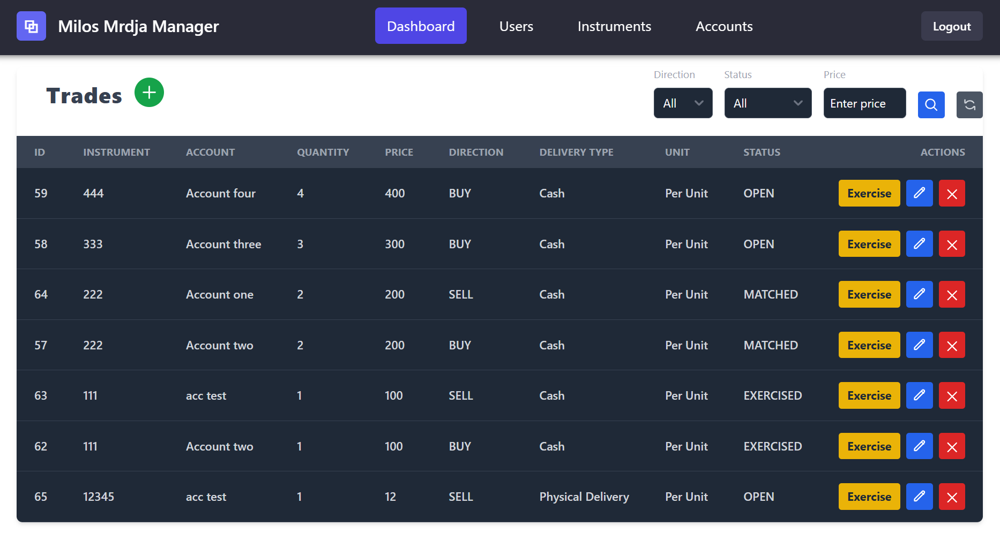 Milos Mrdja Manager Dashboard Users Instruments Accounts Logout
Direction Status Price
Trades All All Enter price
ID INSTRUMENT ACCOUNT QUANTITY PRICE DIRECTION DELIVERY TYPE UNIT STATUS ACTIONS
59 444 Account four 4 400 BUY Cash Per Unit OPEN Exercise
58 333 Account three 3 300 BUY Cash Per Unit OPEN Exercise
64 222 Account one 2 200 SELL Cash Per Unit MATCHED Exercise
57 222 Account two 2 200 BUY Cash Per Unit MATCHED Exercise
63 111 acc test 1 100 SELL Cash Per Unit EXERCISED Exercise
62 111 Account two 1 100 BUY Cash Per Unit EXERCISED Exercise
65 12345 acc test 1 12 SELL Physical Delivery Per Unit OPEN Exercise